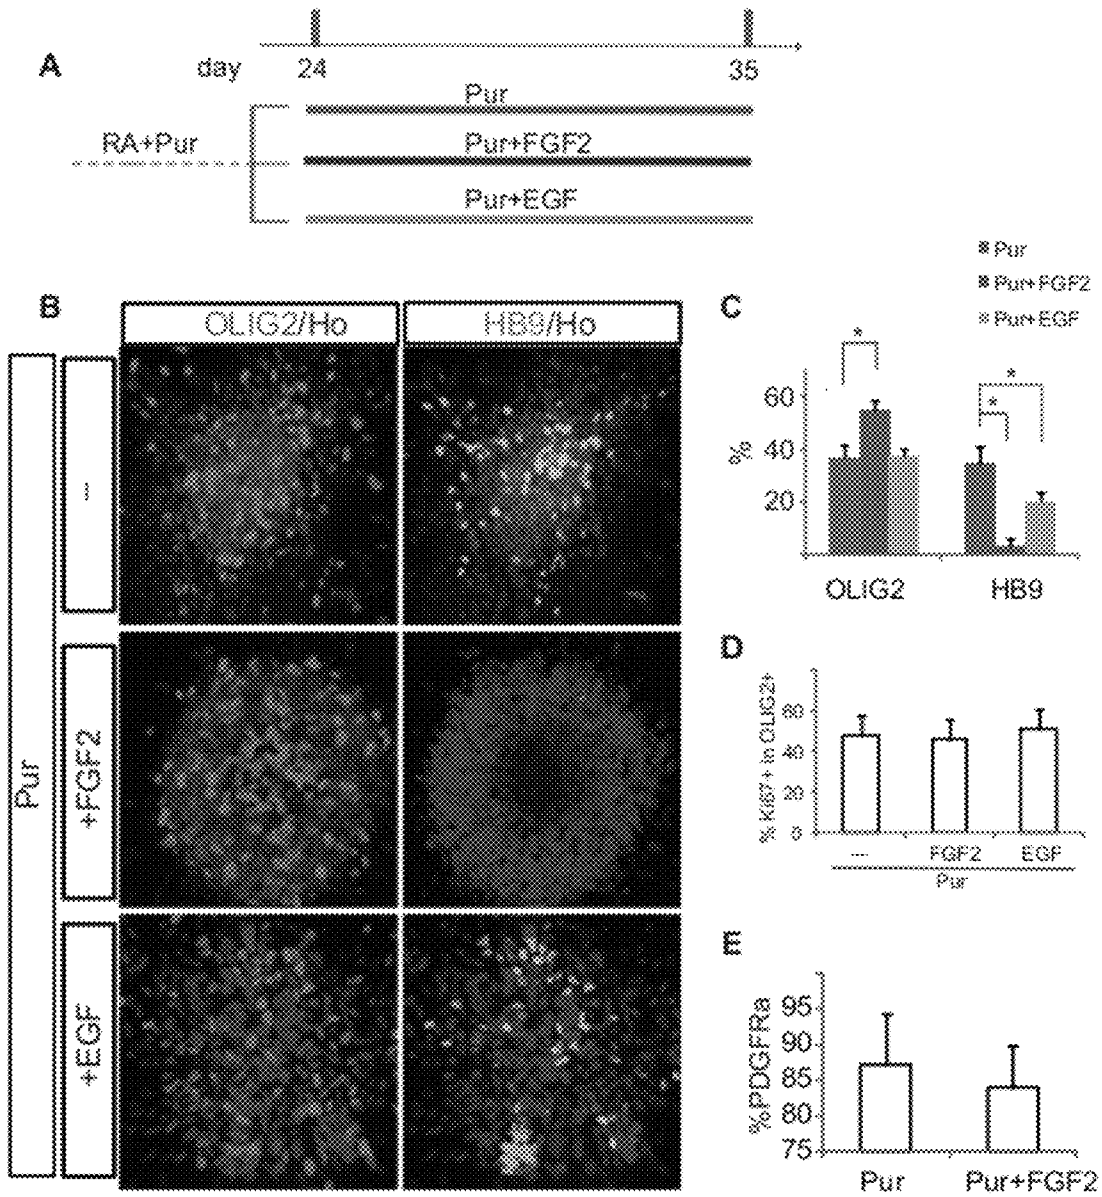 A
day 24 35
Pur
RA+Pur
Pur+FGF2
Pur+EGF
B
OLIG2/Ho HB9/Ho
Pur
--
+FGF2
+EGF
C
Pur
Pur+FGF2
Pur+EGF
*
*
*
%
60
40
20
OLIG2 HB9
D
% Ki67+ in OLIG2+
60
40
20
0
--- FGF2 EGF
Pur
E
%PDGFRa
95
90
85
80
75
Pur Pur+FGF2